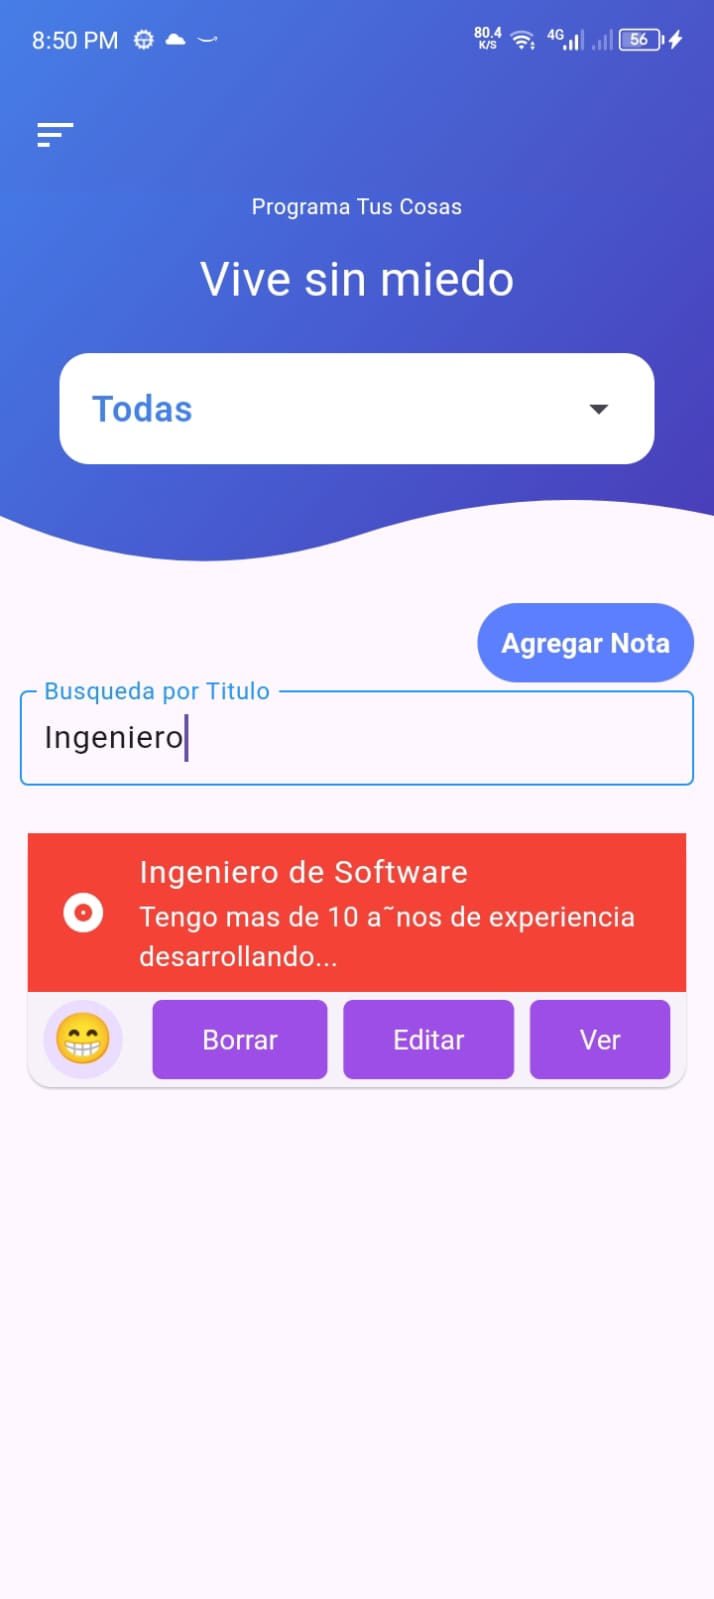 8:50 PM 80.4 K/S 4G 56
Programa Tus Cosas
Vive sin miedo
Todas
Agregar Nota
Busqueda por Titulo
Ingeniero
Ingeniero de Software
Tengo mas de 10 a˜nos de experiencia
desarrollando...
Borrar Editar Ver